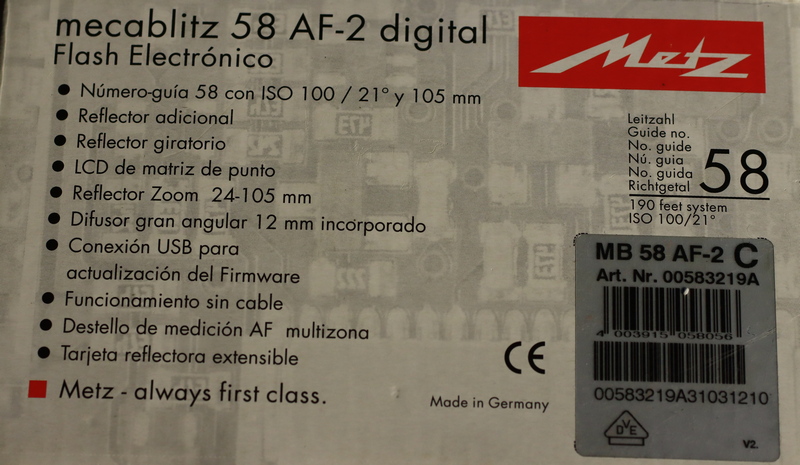 mecablitz 58 AF-2 digital
Flash Electrónico
● Número-guía 58 con ISO 100 / 21° y 105 mm
● Reflector adicional
● Reflector giratorio
● LCD de matriz de punto
● Reflector Zoom 24-105 mm
● Difusor gran angular 12 mm incorporado
● Conexión USB para
actualización del Firmware
● Funcionamiento sin cable
● Destello de medición AF multizona
● Tarjeta reflectora extensible
■ Metz - always first class.
CE
Made in Germany
Metz
Leitzahl
Guide no.
No. guide
Nú. guia
No. guida
Richtgetal
58
190 feet system
ISO 100/21°
MB 58 AF-2 C
Art. Nr. 00583219A
4 003915 058056
00583219A31031210
DVE
V2.